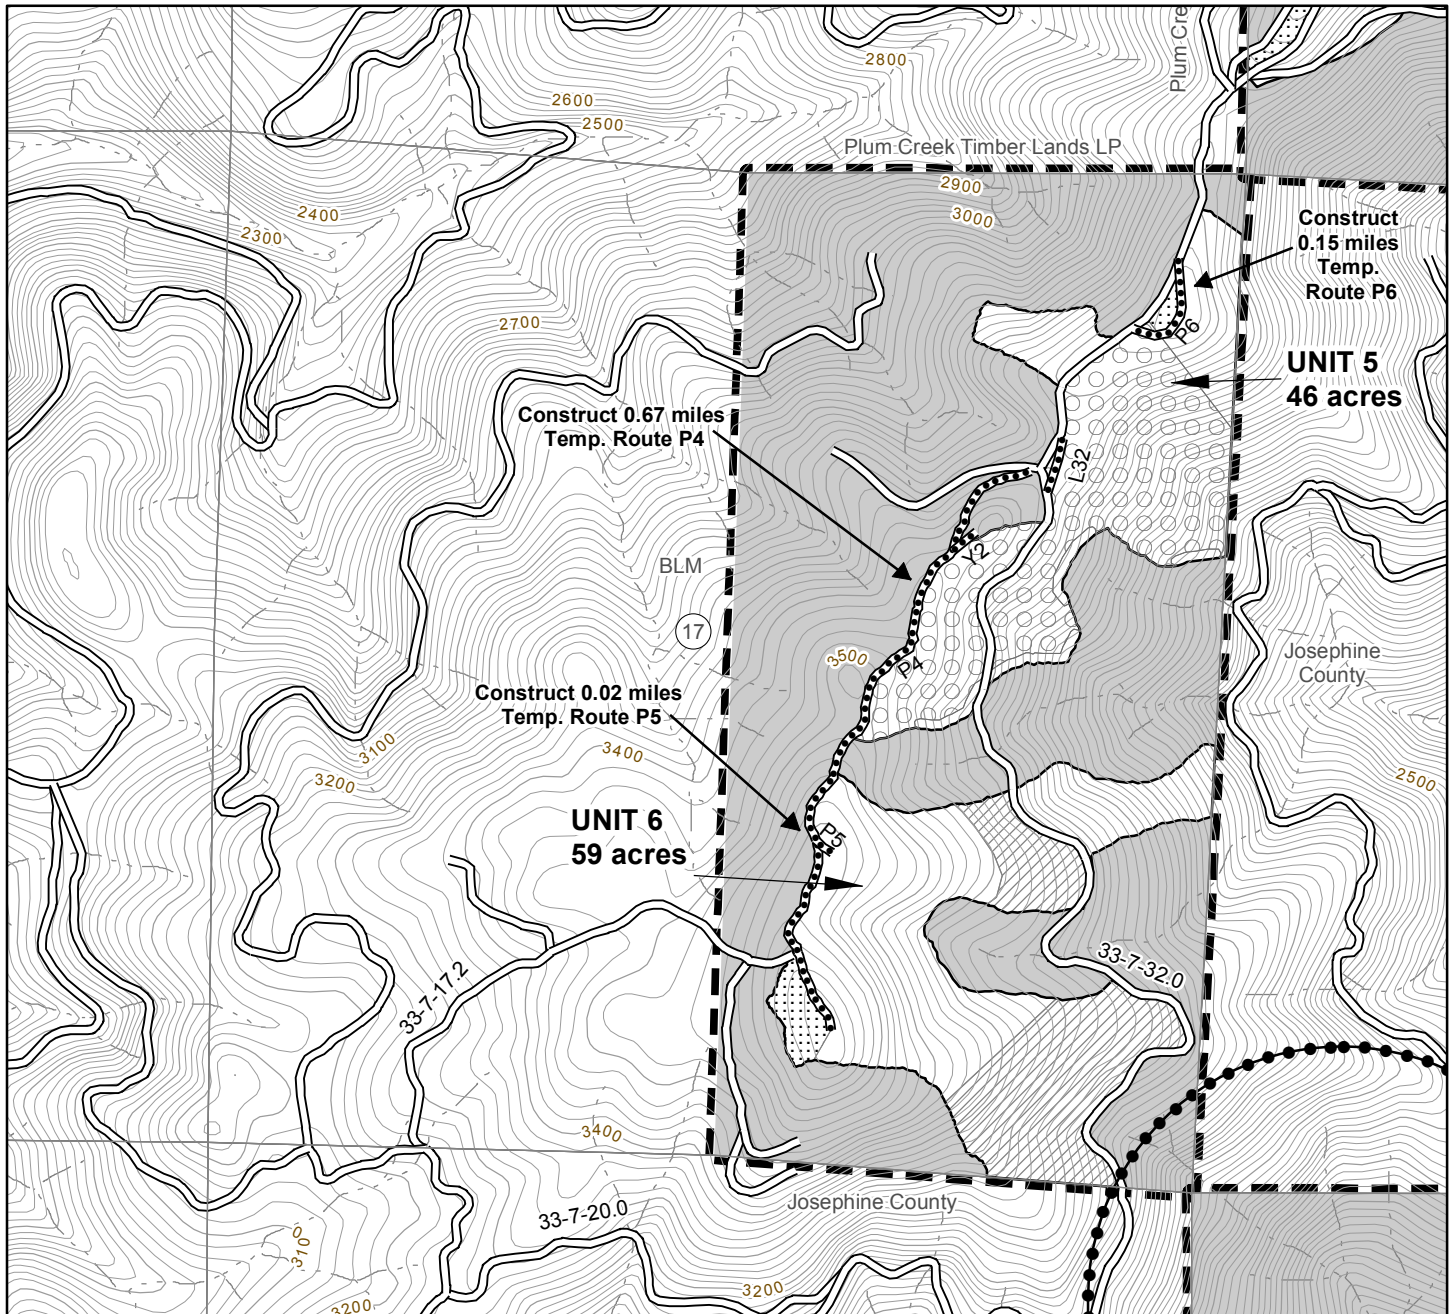 Plum Cre
2800
2600
2500
Plum Creek Timber Lands LP
2900
3000
2400
2300
Construct
0.15 miles
Temp.
Route P6
2700
P6
UNIT 5
46 acres
Construct 0.67 miles
Temp. Route P4
L32
Y2
BLM
17
3500
P4
Josephine
County
Construct 0.02 miles
Temp. Route P5
3100
3400
3200
2500
UNIT 6
59 acres
P5
33-7-17.2
33-7-32.0
3400
Josephine County
33-7-20.0
3100
3200
3200